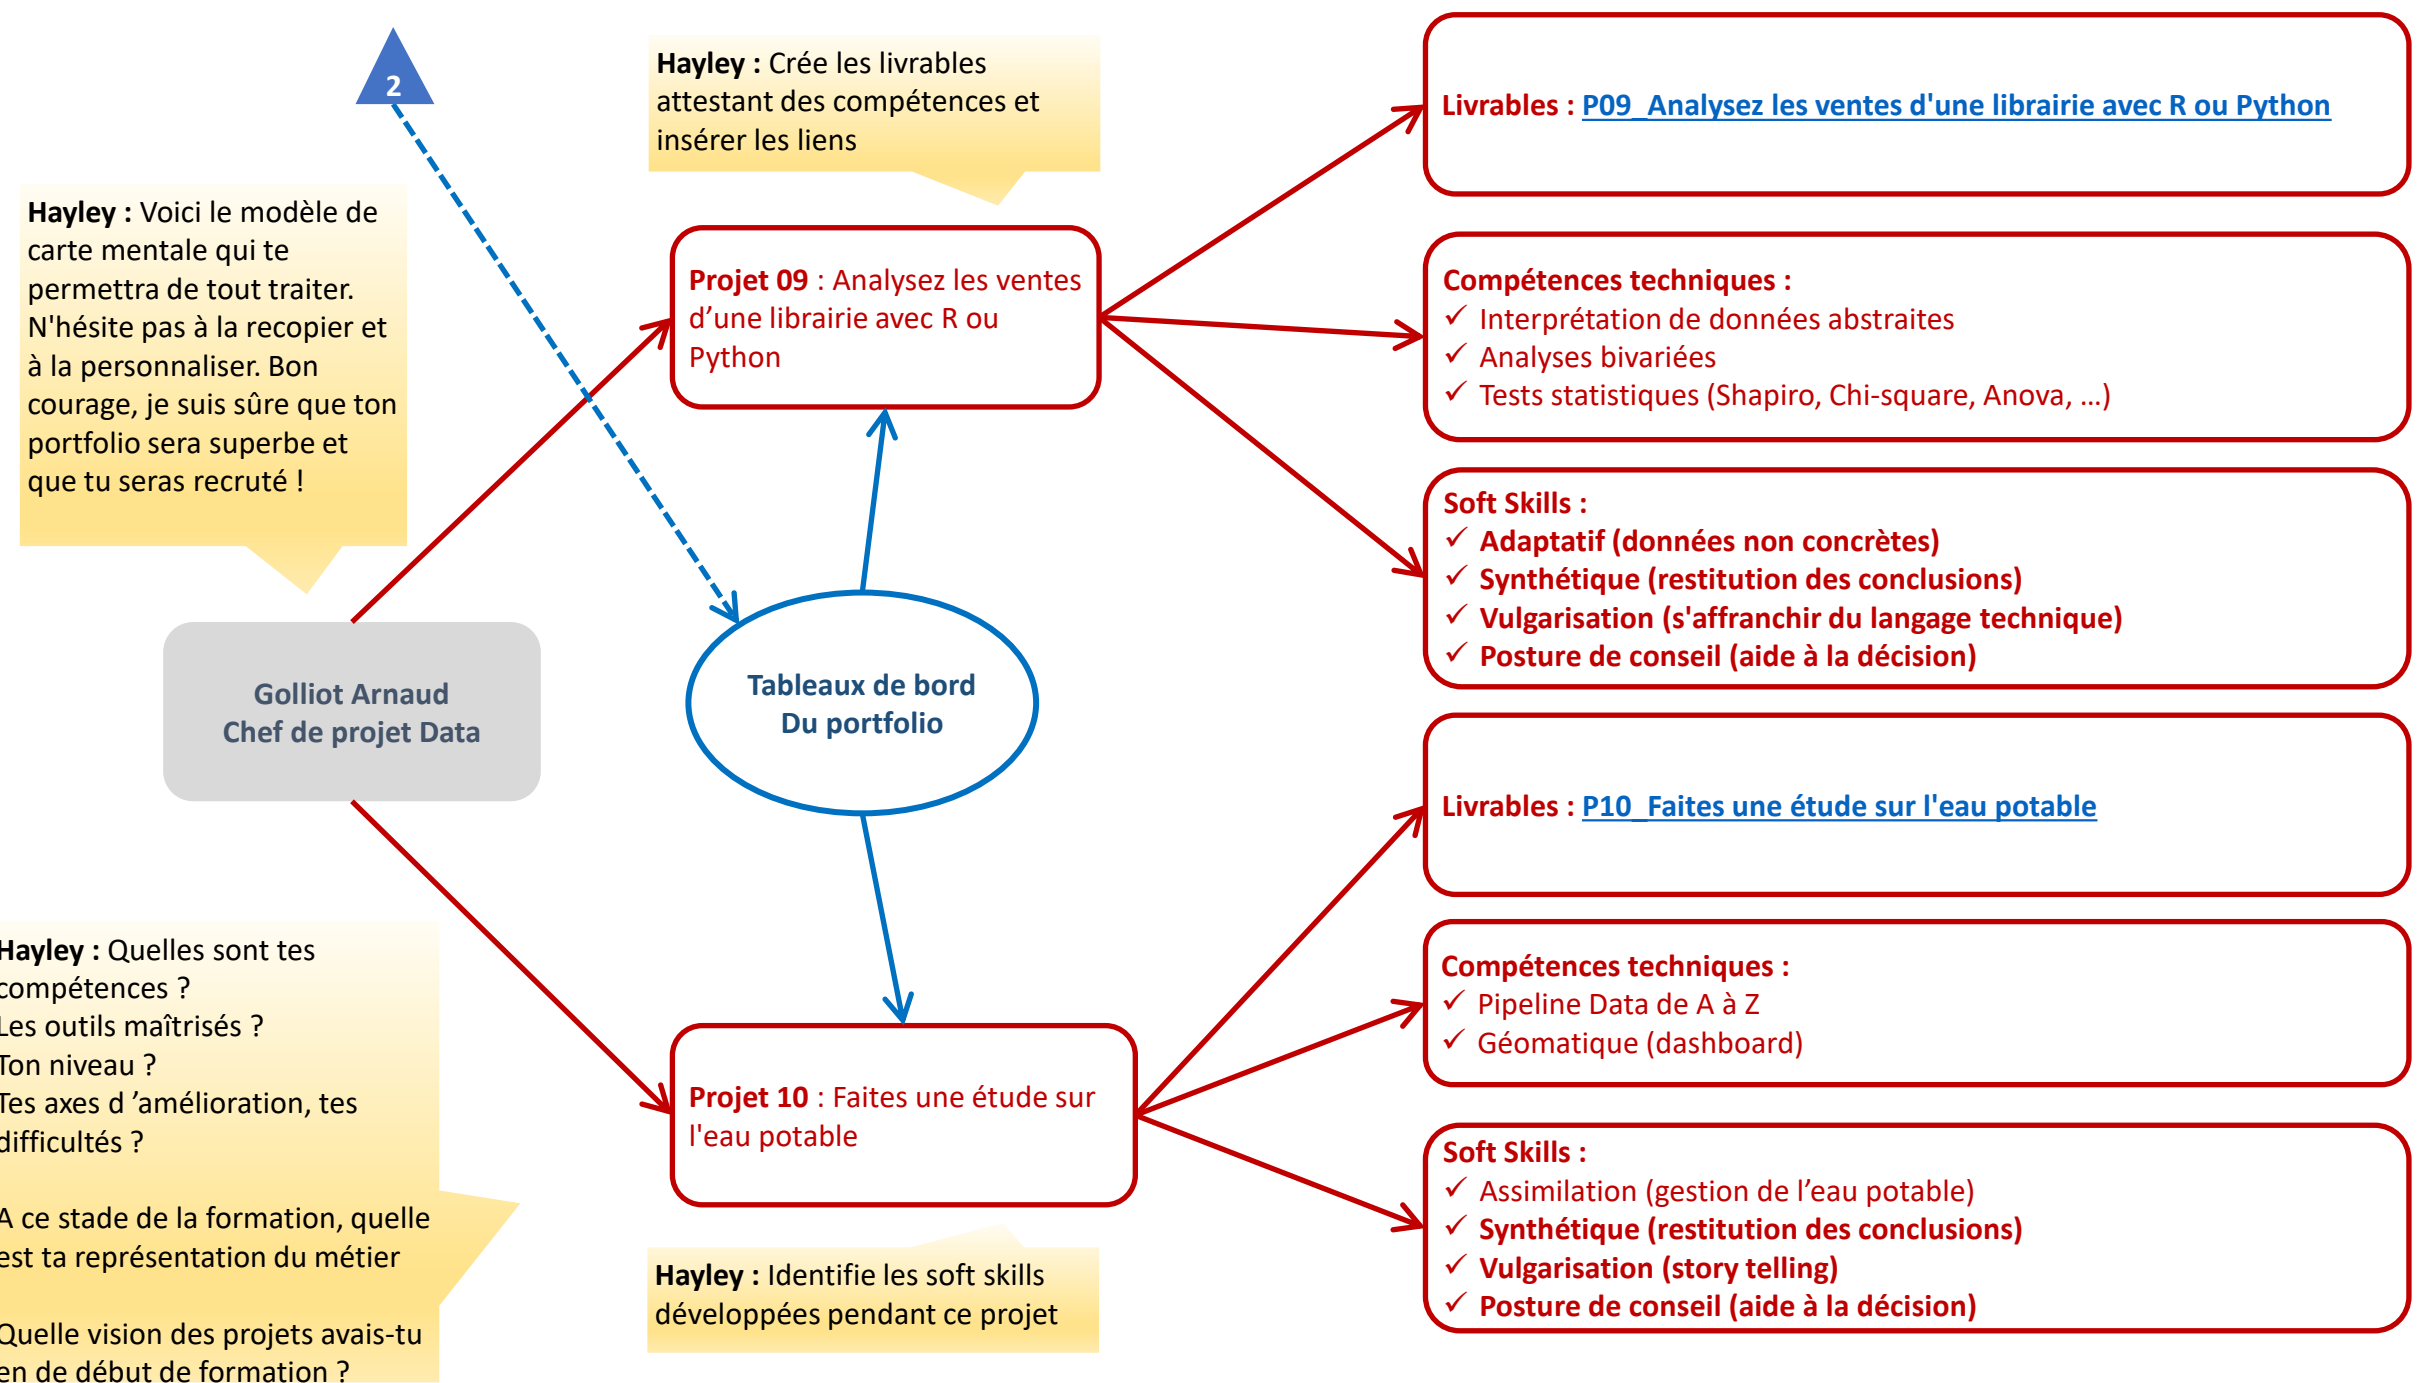 2
Hayley : Crée les livrables
attestant des compétences et
insérer les liens
Livrables : P09_Analysez les ventes d'une librairie avec R ou Python
Hayley : Voici le modèle de
carte mentale qui te
permettra de tout traiter.
N'hésite pas à la recopier et
à la personnaliser. Bon
courage, je suis sûre que ton
portfolio sera superbe et
que tu seras recruté !
Projet 09 : Analysez les ventes
d’une librairie avec R ou
Python
Compétences techniques :
✓ Interprétation de données abstraites
✓ Analyses bivariées
✓ Tests statistiques (Shapiro, Chi-square, Anova, …)
Soft Skills :
✓ Adaptatif (données non concrètes)
✓ Synthétique (restitution des conclusions)
✓ Vulgarisation (s'affranchir du langage technique)
✓ Posture de conseil (aide à la décision)
Golliot Arnaud
Chef de projet Data
Tableaux de bord
Du portfolio
Livrables : P10_Faites une étude sur l'eau potable
Hayley : Quelles sont tes
compétences ?
Les outils maîtrisés ?
Ton niveau ?
Tes axes d ’amélioration, tes
difficultés ?
A ce stade de la formation, quelle
est ta représentation du métier
Quelle vision des projets avais-tu
en de début de formation ?
Compétences techniques :
✓ Pipeline Data de A à Z
✓ Géomatique (dashboard)
Projet 10 : Faites une étude sur
l'eau potable
Soft Skills :
✓ Assimilation (gestion de l’eau potable)
✓ Synthétique (restitution des conclusions)
✓ Vulgarisation (story telling)
✓ Posture de conseil (aide à la décision)
Hayley : Identifie les soft skills
développées pendant ce projet